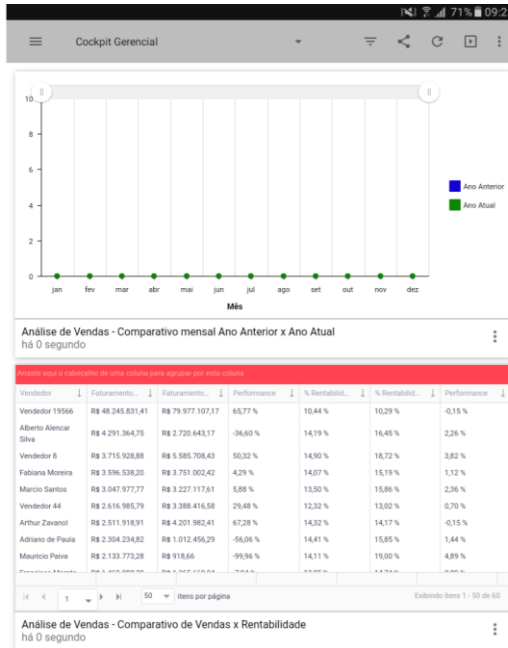 71% 09:2
Cockpit Gerencial
10
8
6
4
2
0
jan fev mar abr mai jun jul ago set out nov dez
Mês
Ano Anterior
Ano Atual
Análise de Vendas - Comparativo mensal Ano Anterior x Ano Atual
há 0 segundo
Arraste aqui o cabeçalho de uma coluna para agrupar por esta coluna
Vendedor Faturamento... Faturamento... Performance % Rentabilid... % Rentabilid... Performance
Vendedor 19566 R$ 48.245.831,41 R$ 79.977.107,17 65,77 % 10,44 % 10,29 % -0,15 %
Alberto Alencar
Silva R$ 4.291.364,75 R$ 2.720.643,17 -36,60 % 14,19 % 16,45 % 2,26 %
Vendedor 8 R$ 3.715.928,88 R$ 5.585.708,43 50,32 % 14,90 % 18,72 % 3,82 %
Fabiana Moreira R$ 3.596.538,20 R$ 3.751.002,42 4,29 % 14,07 % 15,19 % 1,12 %
Marcio Santos R$ 3.047.977,77 R$ 3.227.117,61 5,88 % 13,50 % 15,86 % 2,36 %
Vendedor 44 R$ 2.616.985,79 R$ 3.388.416,58 29,48 % 12,32 % 13,02 % 0,70 %
Arthur Zavanol R$ 2.511.918,91 R$ 4.201.982,41 67,28 % 14,32 % 14,17 % -0,15 %
Adriano de Paula R$ 2.304.234,82 R$ 1.012.456,29 -56,06 % 14,41 % 15,85 % 1,44 %
Mauricio Paiva R$ 2.133.773,28 R$ 918,66 -99,96 % 14,11 % 19,00 % 4,89 %
1 50 itens por página Exibindo itens 1 - 50 de 60
Análise de Vendas - Comparativo de Vendas x Rentabilidade
há 0 segundo